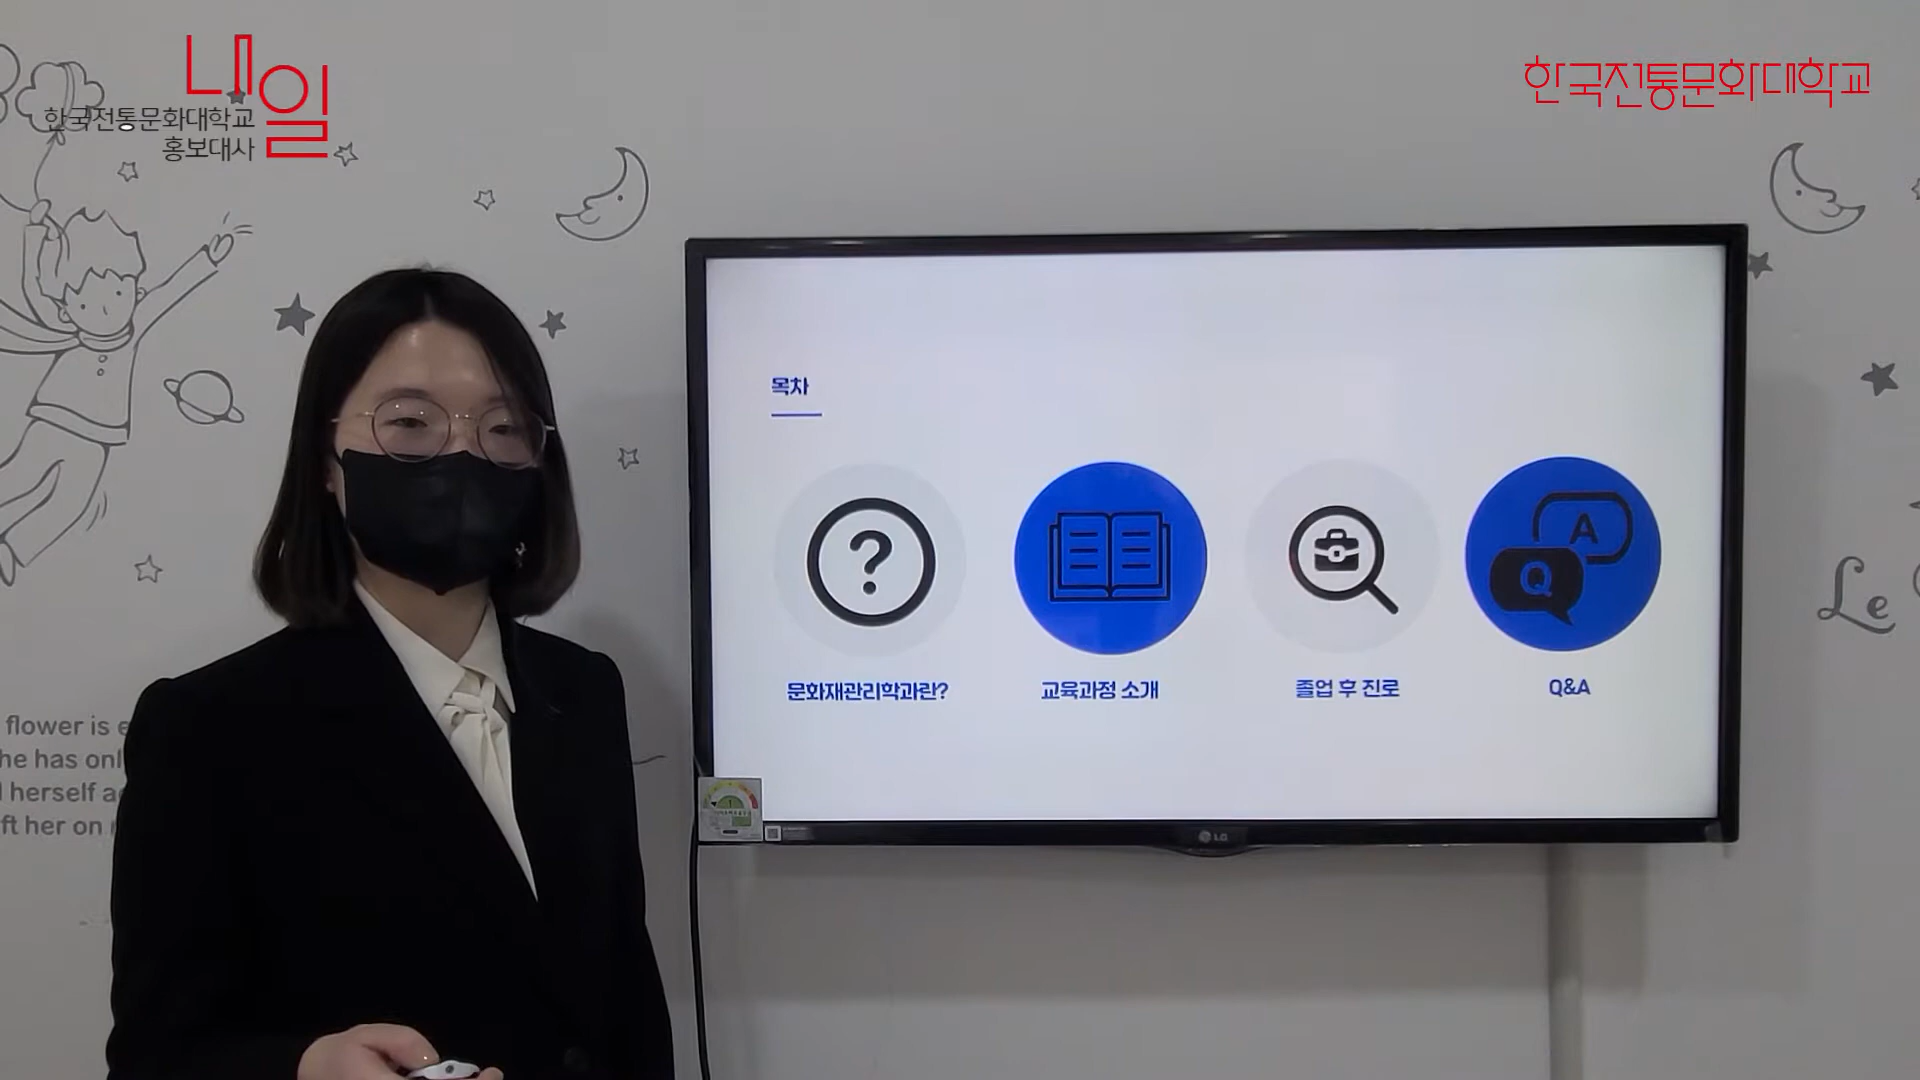 내일
한국전통문화대학교
홍보대사
한국전통문화대학교
목차
문화재관리학과란?
교육과정 소개
졸업 후 진로
Q&A
A
Q
LG
1
Le
flower is
he has onl
herself a
ft her on